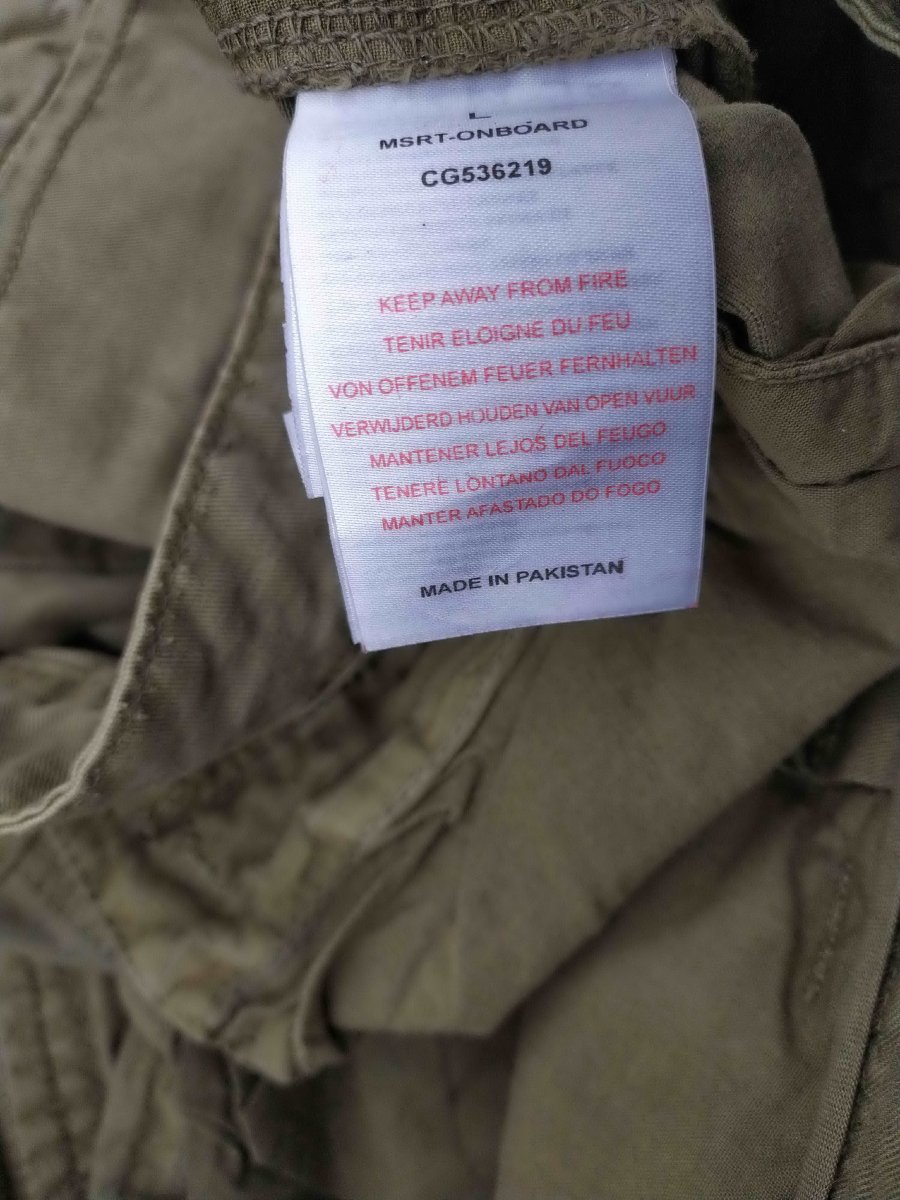 L
MSRT-ONBOARD
CG536219
KEEP AWAY FROM FIRE
TENIR ELOIGNE DU FEU
VON OFFENEM FEUER FERNHALTEN
VERWIJDERD HOUDEN VAN OPEN VUUR
MANTENER LEJOS DEL FEUGO
TENERE LONTANO DAL FUOCO
MANTER AFASTADO DO FOGO
MADE IN PAKISTAN